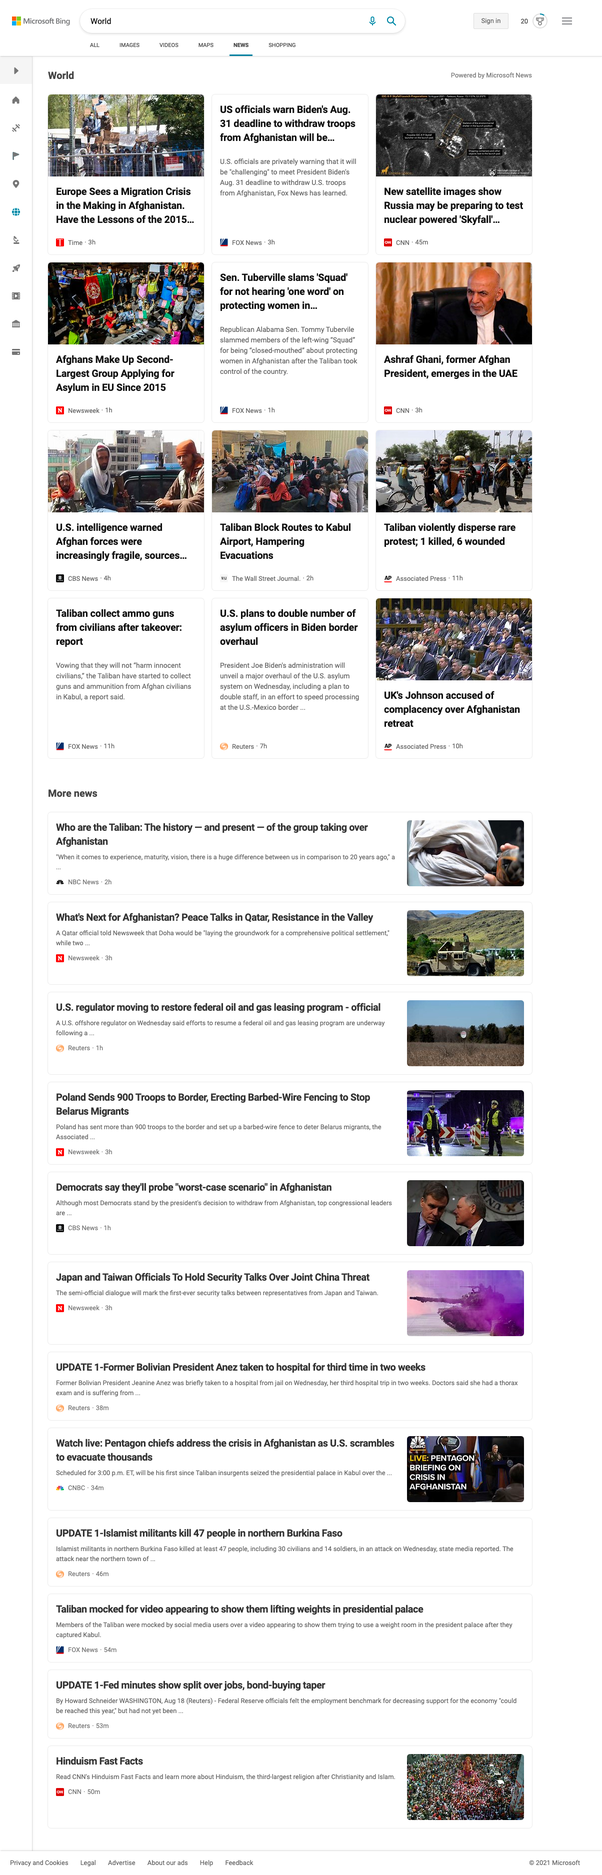 Microsoft Bing
World
Sign in
20
ALL
IMAGES
VIDEOS
MAPS
NEWS
SHOPPING
World
Powered by Microsoft News
Europe Sees a Migration Crisis
in the Making in Afghanistan.
Have the Lessons of the 2015...
Time · 3h
US officials warn Biden's Aug.
31 deadline to withdraw troops
from Afghanistan will be...
U.S. officials are privately warning that it will
be "challenging" to meet President Biden's
Aug. 31 deadline to withdraw U.S. troops
from Afghanistan, Fox News has learned.
FOX News · 3h
New satellite images show
Russia may be preparing to test
nuclear powered 'Skyfall'...
CNN · 45m
Afghans Make Up Second-
Largest Group Applying for
Asylum in EU Since 2015
Newsweek · 1h
Sen. Tuberville slams 'Squad'
for not hearing 'one word' on
protecting women in...
Republican Alabama Sen. Tommy Tubervile
slammed members of the left-wing "Squad"
for being "closed-mouthed" about protecting
women in Afghanistan after the Taliban took
control of the country.
FOX News · 1h
Ashraf Ghani, former Afghan
President, emerges in the UAE
CNN · 3h
U.S. intelligence warned
Afghan forces were
increasingly fragile, sources...
CBS News · 4h
Taliban Block Routes to Kabul
Airport, Hampering
Evacuations
The Wall Street Journal. · 2h
Taliban violently disperse rare
protest; 1 killed, 6 wounded
AP Associated Press · 11h
Taliban collect ammo guns
from civilians after takeover:
report
Vowing that they will not "harm innocent
civilians," the Taliban have started to collect
guns and ammunition from Afghan civilians
in Kabul, a report said.
FOX News · 11h
U.S. plans to double number of
asylum officers in Biden border
overhaul
President Joe Biden's administration will
unveil a major overhaul of the U.S. asylum
system on Wednesday, including a plan to
double staff, in an effort to speed processing
at the U.S.-Mexico border ...
Reuters · 7h
UK's Johnson accused of
complacency over Afghanistan
retreat
AP Associated Press · 10h
More news
Who are the Taliban: The history — and present — of the group taking over
Afghanistan
"When it comes to experience, maturity, vision, there is a huge difference between us in comparison to 20 years ago," a
...
NBC News · 2h
What's Next for Afghanistan? Peace Talks in Qatar, Resistance in the Valley
A Qatar official told Newsweek that Doha would be "laying the groundwork for a comprehensive political settlement,"
while two ...
Newsweek · 3h
U.S. regulator moving to restore federal oil and gas leasing program - official
A U.S. offshore regulator on Wednesday said efforts to resume a federal oil and gas leasing program are underway
following a ...
Reuters · 1h
Poland Sends 900 Troops to Border, Erecting Barbed-Wire Fencing to Stop
Belarus Migrants
Poland has sent more than 900 troops to the border and set up a barbed-wire fence to deter Belarus migrants, the
Associated ...
Newsweek · 3h
Democrats say they'll probe "worst-case scenario" in Afghanistan
Although most Democrats stand by the president's decision to withdraw from Afghanistan, top congressional leaders
are ...
CBS News · 1h
Japan and Taiwan Officials To Hold Security Talks Over Joint China Threat
The semi-official dialogue will mark the first-ever security talks between representatives from Japan and Taiwan.
Newsweek · 3h
UPDATE 1-Former Bolivian President Anez taken to hospital for third time in two weeks
Former Bolivian President Jeanine Anez was briefly taken to a hospital from jail on Wednesday, her third hospital trip in two weeks. Doctors said she had a thorax
exam and is suffering from ...
Reuters · 38m
Watch live: Pentagon chiefs address the crisis in Afghanistan as U.S. scrambles
to evacuate thousands
Scheduled for 3:00 p.m. ET, will be his first since Taliban insurgents seized the presidential palace in Kabul over the ...
CNBC · 34m
CNBC
LIVE: PENTAGON
BRIEFING ON
CRISIS IN
AFGHANISTAN
UPDATE 1-Islamist militants kill 47 people in northern Burkina Faso
Islamist militants in northern Burkina Faso killed at least 47 people, including 30 civilians and 14 soldiers, in an attack on Wednesday, state media reported. The
attack near the northern town of ...
Reuters · 46m
Taliban mocked for video appearing to show them lifting weights in presidential palace
Members of the Taliban were mocked by social media users over a video appearing to show them trying to use a weight room in the president palace after they
captured Kabul.
FOX News · 54m
UPDATE 1-Fed minutes show split over jobs, bond-buying taper
By Howard Schneider WASHINGTON, Aug 18 (Reuters) - Federal Reserve officials felt the employment benchmark for decreasing support for the economy "could
be reached this year," but had not yet been ...
Reuters · 53m
Hinduism Fast Facts
Read CNN's Hinduism Fast Facts and learn more about Hinduism, the third-largest religion after Christianity and Islam.
CNN · 50m
Privacy and Cookies
Legal
Advertise
About our ads
Help
Feedback
© 2021 Microsoft